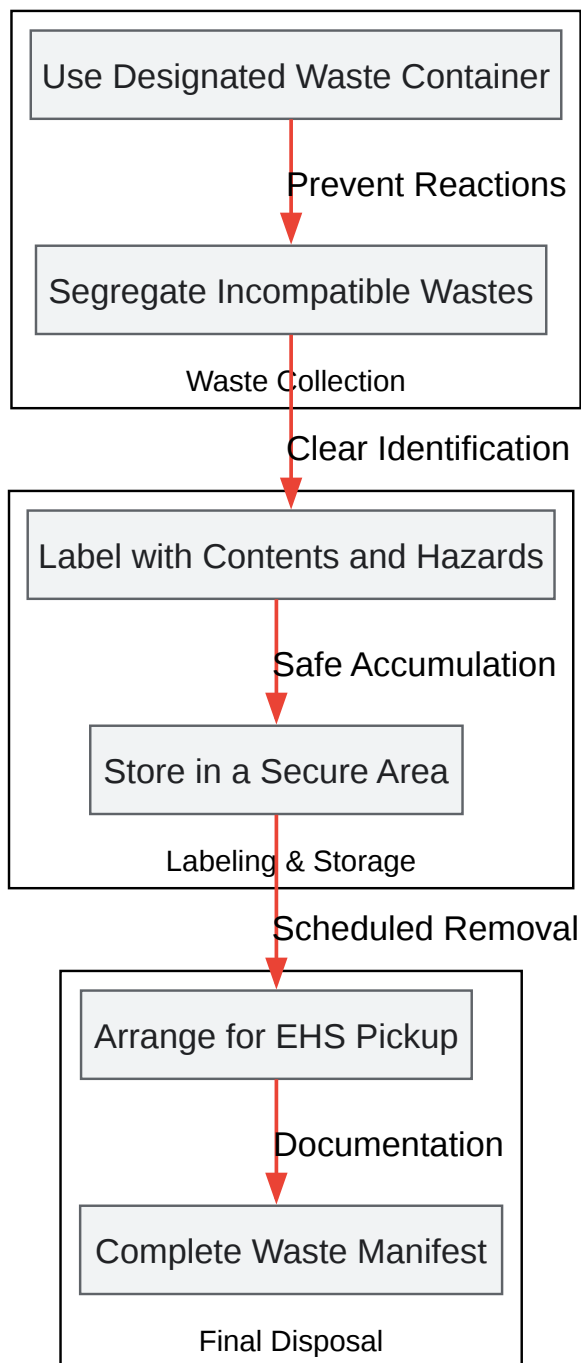 Use Designated Waste Container
Prevent Reactions
Segregate Incompatible Wastes
Waste Collection
Clear Identification
Label with Contents and Hazards
Safe Accumulation
Store in a Secure Area
Labeling & Storage
Scheduled Removal
Arrange for EHS Pickup
Documentation
Complete Waste Manifest
Final Disposal